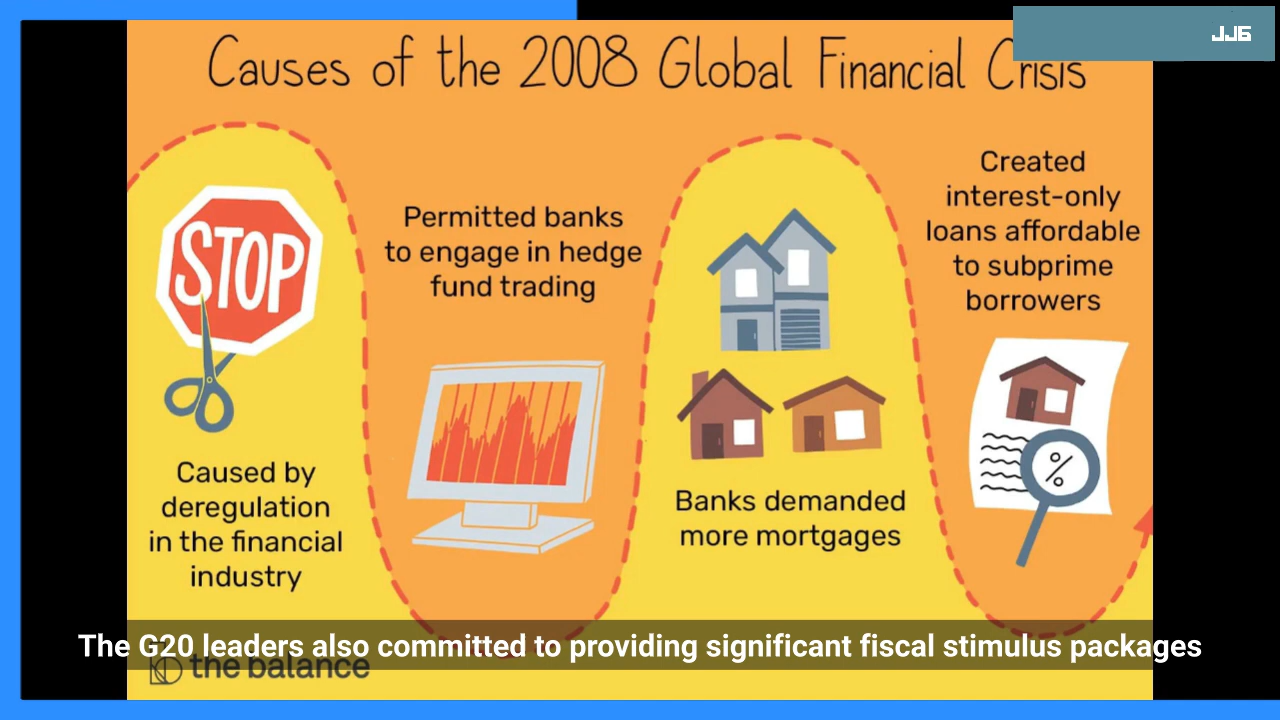 JJ6
Causes of the 2008 Global Financial Crisis
STOP
Caused by
deregulation
in the financial
industry
Permitted banks
to engage in hedge
fund trading
Banks demanded
more mortgages
Created
interest-only
loans affordable
to subprime
borrowers
%
The G20 leaders also committed to providing significant fiscal stimulus packages
the balance